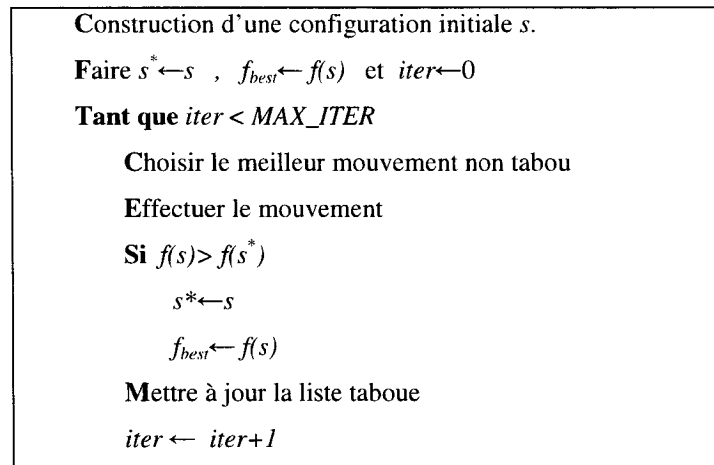 Construction d'une configuration initiale s.
Faire s*←s , f_best← f(s) et iter←0
Tant que iter < MAX_ITER
Choisir le meilleur mouvement non tabou
Effectuer le mouvement
Si f(s)> f(s*)
s*←s
f_best← f(s)
Mettre à jour la liste taboue
iter ← iter+1